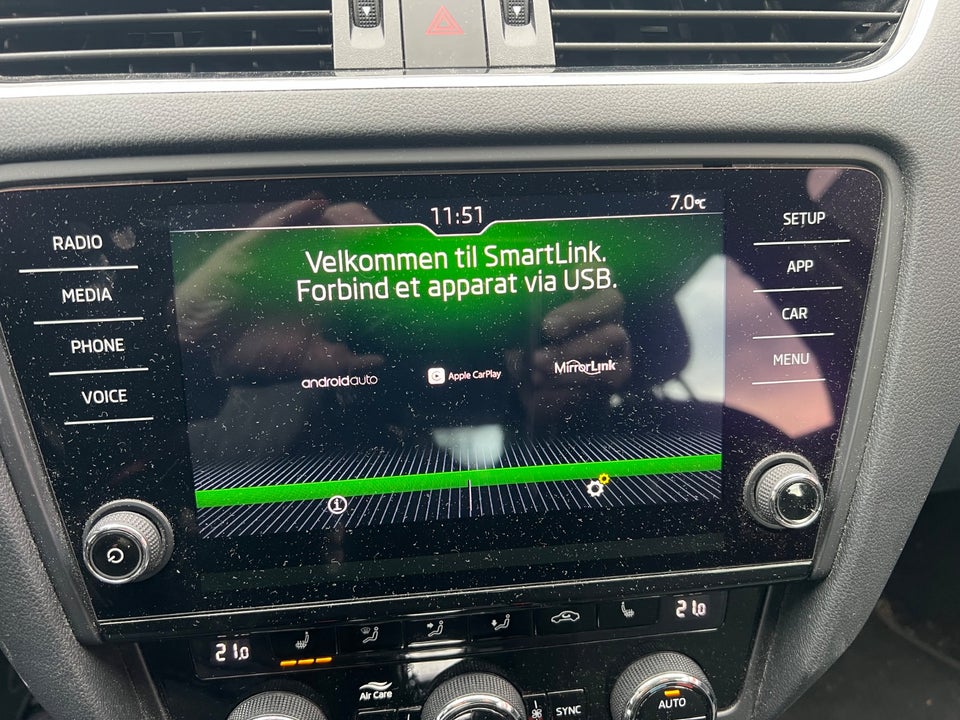 11:51
7.0°C
RADIO
MEDIA
PHONE
VOICE
Velkommen til SmartLink.
Forbind et apparat via USB.
androidauto
Apple CarPlay
MirrorLink
SETUP
APP
CAR
MENU
21.0
21.0
Air Care
SYNC
AUTO